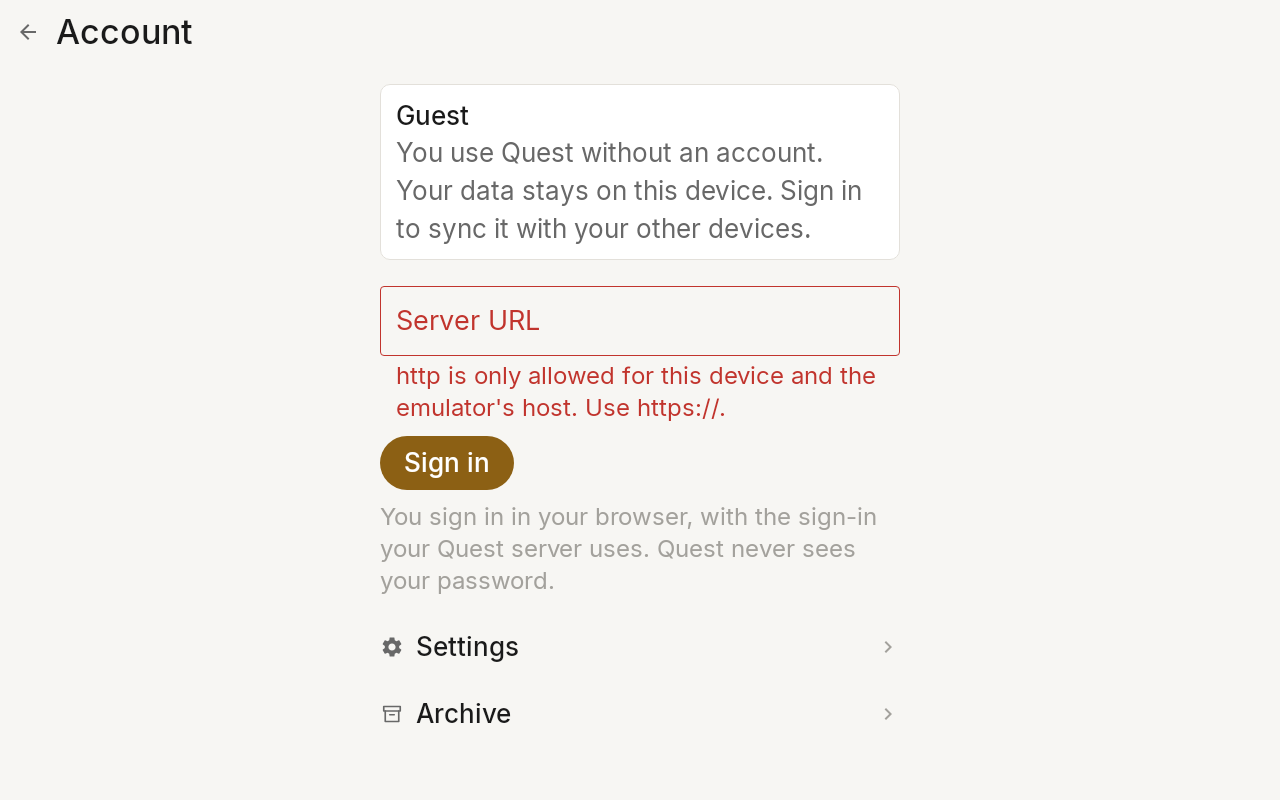 Account
Guest
You use Quest without an account.
Your data stays on this device. Sign in
to sync it with your other devices.
Server URL
http is only allowed for this device and the
emulator's host. Use https://.
Sign in
You sign in in your browser, with the sign-in
your Quest server uses. Quest never sees
your password.
Settings
Archive